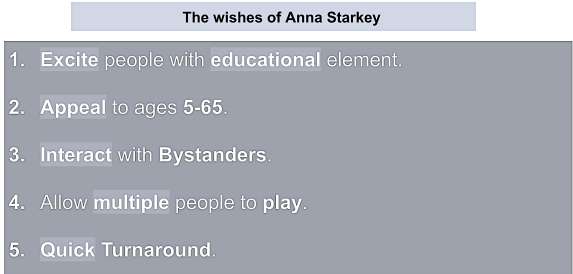 The wishes of Anna Starkey
1. Excite people with educational element.
2. Appeal to ages 5-65.
3. Interact with Bystanders.
4. Allow multiple people to play.
5. Quick Turnaround.